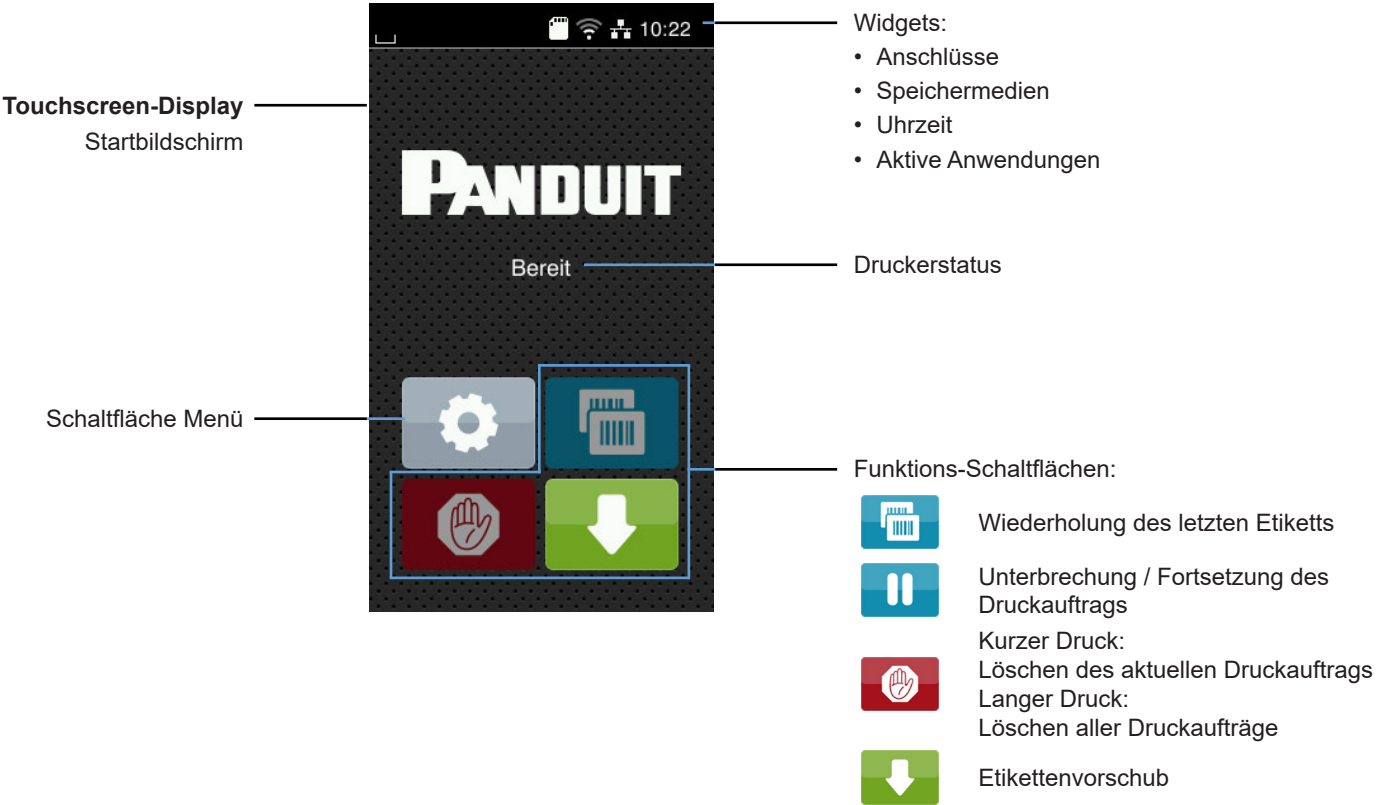 10:22
Widgets:
• Anschlüsse
• Speichermedien
• Uhrzeit
• Aktive Anwendungen
Touchscreen-Display
Startbildschirm
PANDUIT
Bereit
Druckerstatus
Schaltfläche Menü
Funktions-Schaltflächen:
Wiederholung des letzten Etiketts
Unterbrechung / Fortsetzung des
Druckauftrags
Kurzer Druck:
Löschen des aktuellen Druckauftrags
Langer Druck:
Löschen aller Druckaufträge
Etikettenvorschub